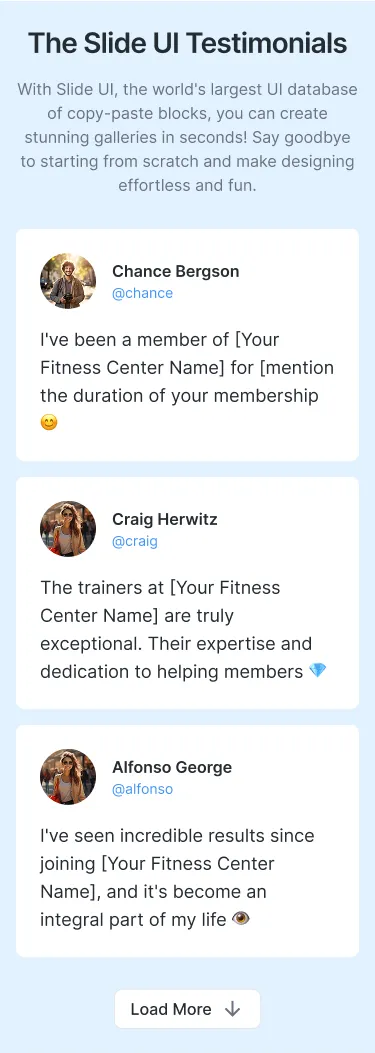 The Slide UI Testimonials
With Slide UI, the world's largest UI database
of copy-paste blocks, you can create
stunning galleries in seconds! Say goodbye
to starting from scratch and make designing
effortless and fun.
Chance Bergson
@chance
I've been a member of [Your
Fitness Center Name] for [mention
the duration of your membership
😊
Craig Herwitz
@craig
The trainers at [Your Fitness
Center Name] are truly
exceptional. Their expertise and
dedication to helping members 💎
Alfonso George
@alfonso
I've seen incredible results since
joining [Your Fitness Center
Name], and it's become an
integral part of my life 👁️
Load More